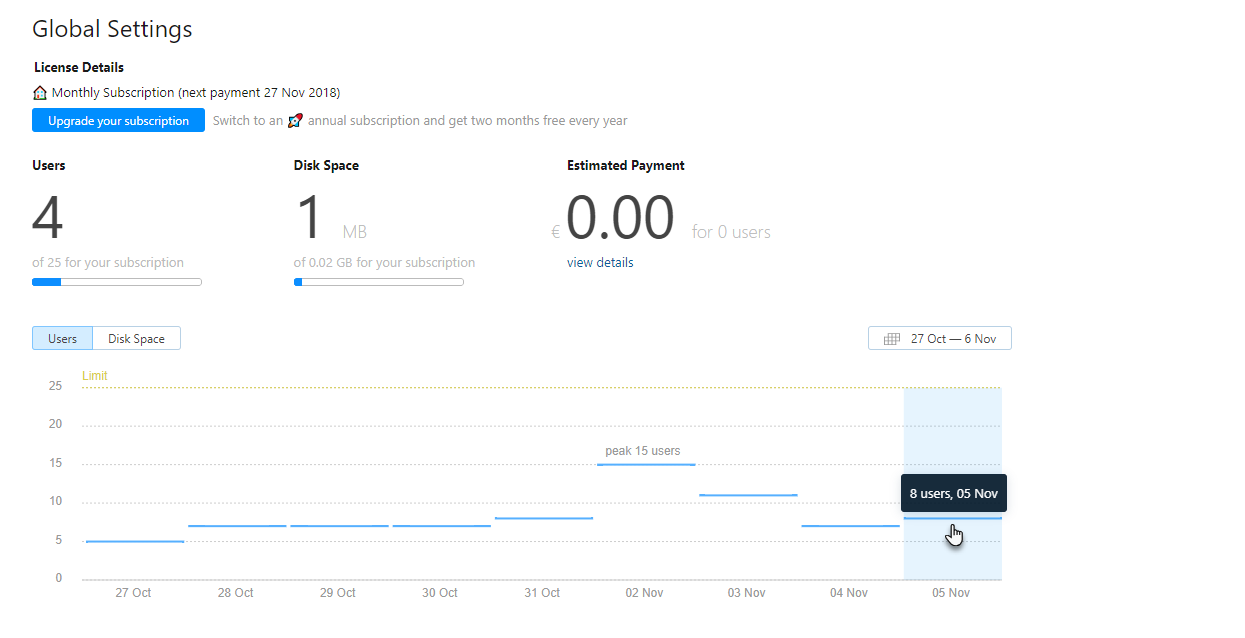 Global Settings
License Details
Monthly Subscription (next payment 27 Nov 2018)
Upgrade your subscription Switch to an annual subscription and get two months free every year
Users Disk Space Estimated Payment
4 1 MB € 0.00 for 0 users
of 25 for your subscription of 0.02 GB for your subscription view details
Users Disk Space 27 Oct — 6 Nov
Limit
25
20
peak 15 users
15
8 users, 05 Nov
10
5
0
27 Oct 28 Oct 29 Oct 30 Oct 31 Oct 02 Nov 03 Nov 04 Nov 05 Nov